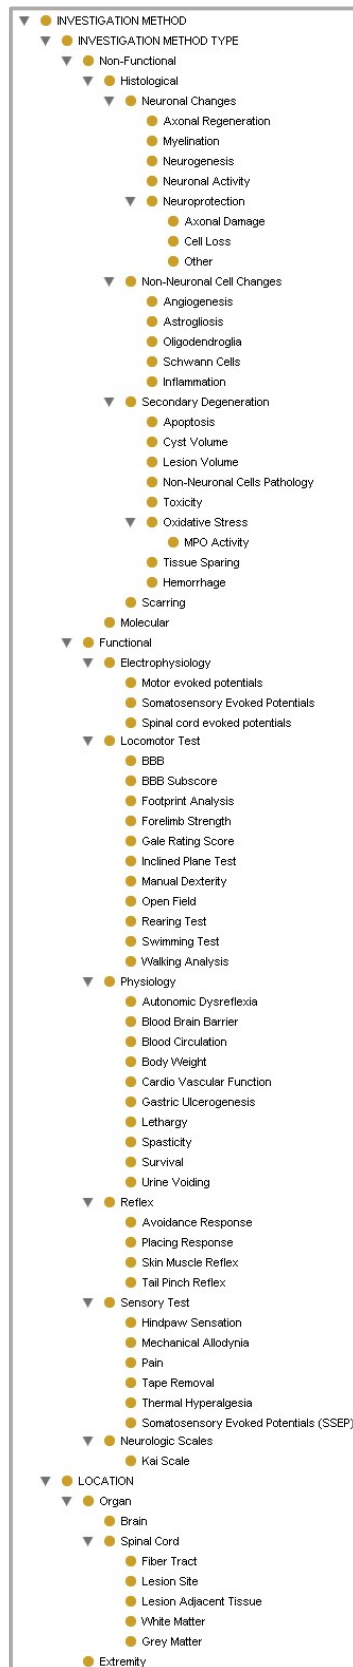 INVESTIGATION METHOD
INVESTIGATION METHOD TYPE
Non-Functional
Histological
Neuronal Changes
Axonal Regeneration
Myelination
Neurogenesis
Neuronal Activity
Neuroprotection
Axonal Damage
Cell Loss
Other
Non-Neuronal Cell Changes
Angiogenesis
Astrogliosis
Oligodendroglia
Schwann Cells
Inflammation
Secondary Degeneration
Apoptosis
Cyst Volume
Lesion Volume
Non-Neuronal Cells Pathology
Toxicity
Oxidative Stress
MPO Activity
Tissue Sparing
Hemorrhage
Scarring
Molecular
Functional
Electrophysiology
Motor evoked potentials
Somatosensory Evoked Potentials
Spinal cord evoked potentials
Locomotor Test
BBB
BBB Subscore
Footprint Analysis
Forelimb Strength
Gale Rating Score
Inclined Plane Test
Manual Dexterity
Open Field
Rearing Test
Swimming Test
Walking Analysis
Physiology
Autonomic Dysreflexia
Blood Brain Barrier
Blood Circulation
Body Weight
Cardio Vascular Function
Gastric Ulcerogenesis
Lethargy
Spasticity
Survival
Urine Voiding
Reflex
Avoidance Response
Placing Response
Skin Muscle Reflex
Tail Pinch Reflex
Sensory Test
Hindpaw Sensation
Mechanical Allodynia
Pain
Tape Removal
Thermal Hyperalgesia
Somatosensory Evoked Potentials (SSEP)
Neurologic Scales
Kai Scale
LOCATION
Organ
Brain
Spinal Cord
Fiber Tract
Lesion Site
Lesion Adjacent Tissue
White Matter
Grey Matter
Extremity